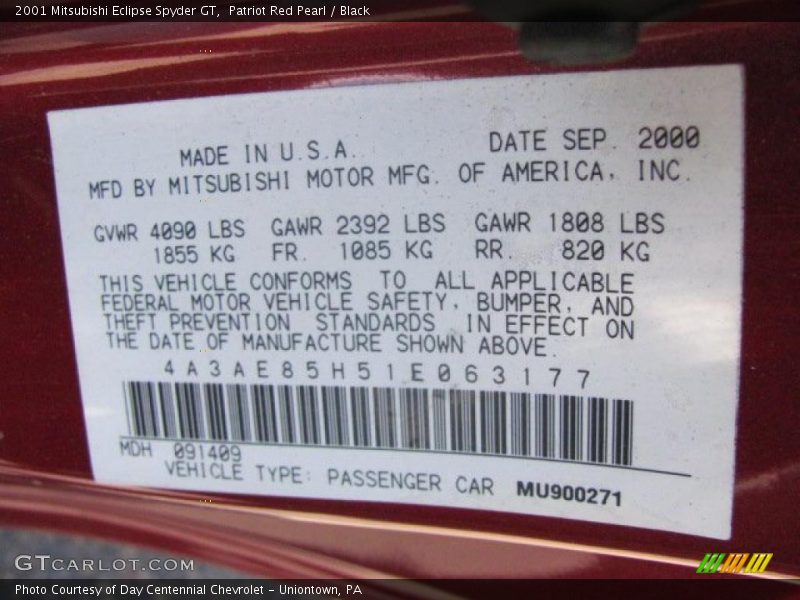 2001 Mitsubishi Eclipse Spyder GT,  Patriot Red Pearl / Black
MADE IN U.S.A. DATE SEP. 2000
MFD BY MITSUBISHI MOTOR MFG. OF AMERICA, INC.
GVWR 4090 LBS GAWR 2392 LBS GAWR 1808 LBS
1855 KG FR. 1085 KG RR. 820 KG
THIS VEHICLE CONFORMS TO ALL APPLICABLE
FEDERAL MOTOR VEHICLE SAFETY, BUMPER, AND
THEFT PREVENTION STANDARDS IN EFFECT ON
THE DATE OF MANUFACTURE SHOWN ABOVE.
4A3AE85H51E063177
MDH 091409
VEHICLE TYPE: PASSENGER CAR MU900271
GTCARLOT.COM
Photo Courtesy of Day Centennial Chevrolet - Uniontown, PA